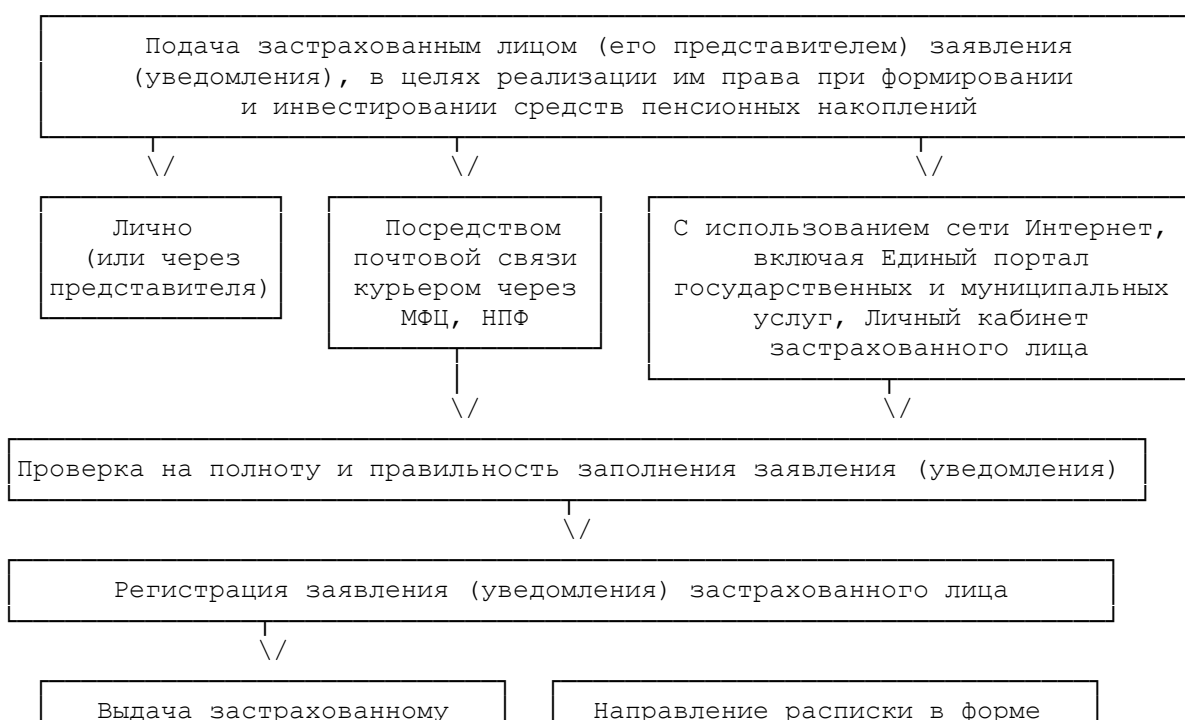 Подача застрахованным лицом (его представителем) заявления
(уведомления), в целях реализации им права при формировании
и инвестировании средств пенсионных накоплений
Лично
(или через
представителя)
Посредством
почтовой связи
курьером через
МФЦ, НПФ
С использованием сети Интернет,
включая Единый портал
государственных и муниципальных
услуг, Личный кабинет
застрахованного лица
Проверка на полноту и правильность заполнения заявления (уведомления)
Регистрация заявления (уведомления) застрахованного лица
Выдача застрахованному
Направление расписки в форме